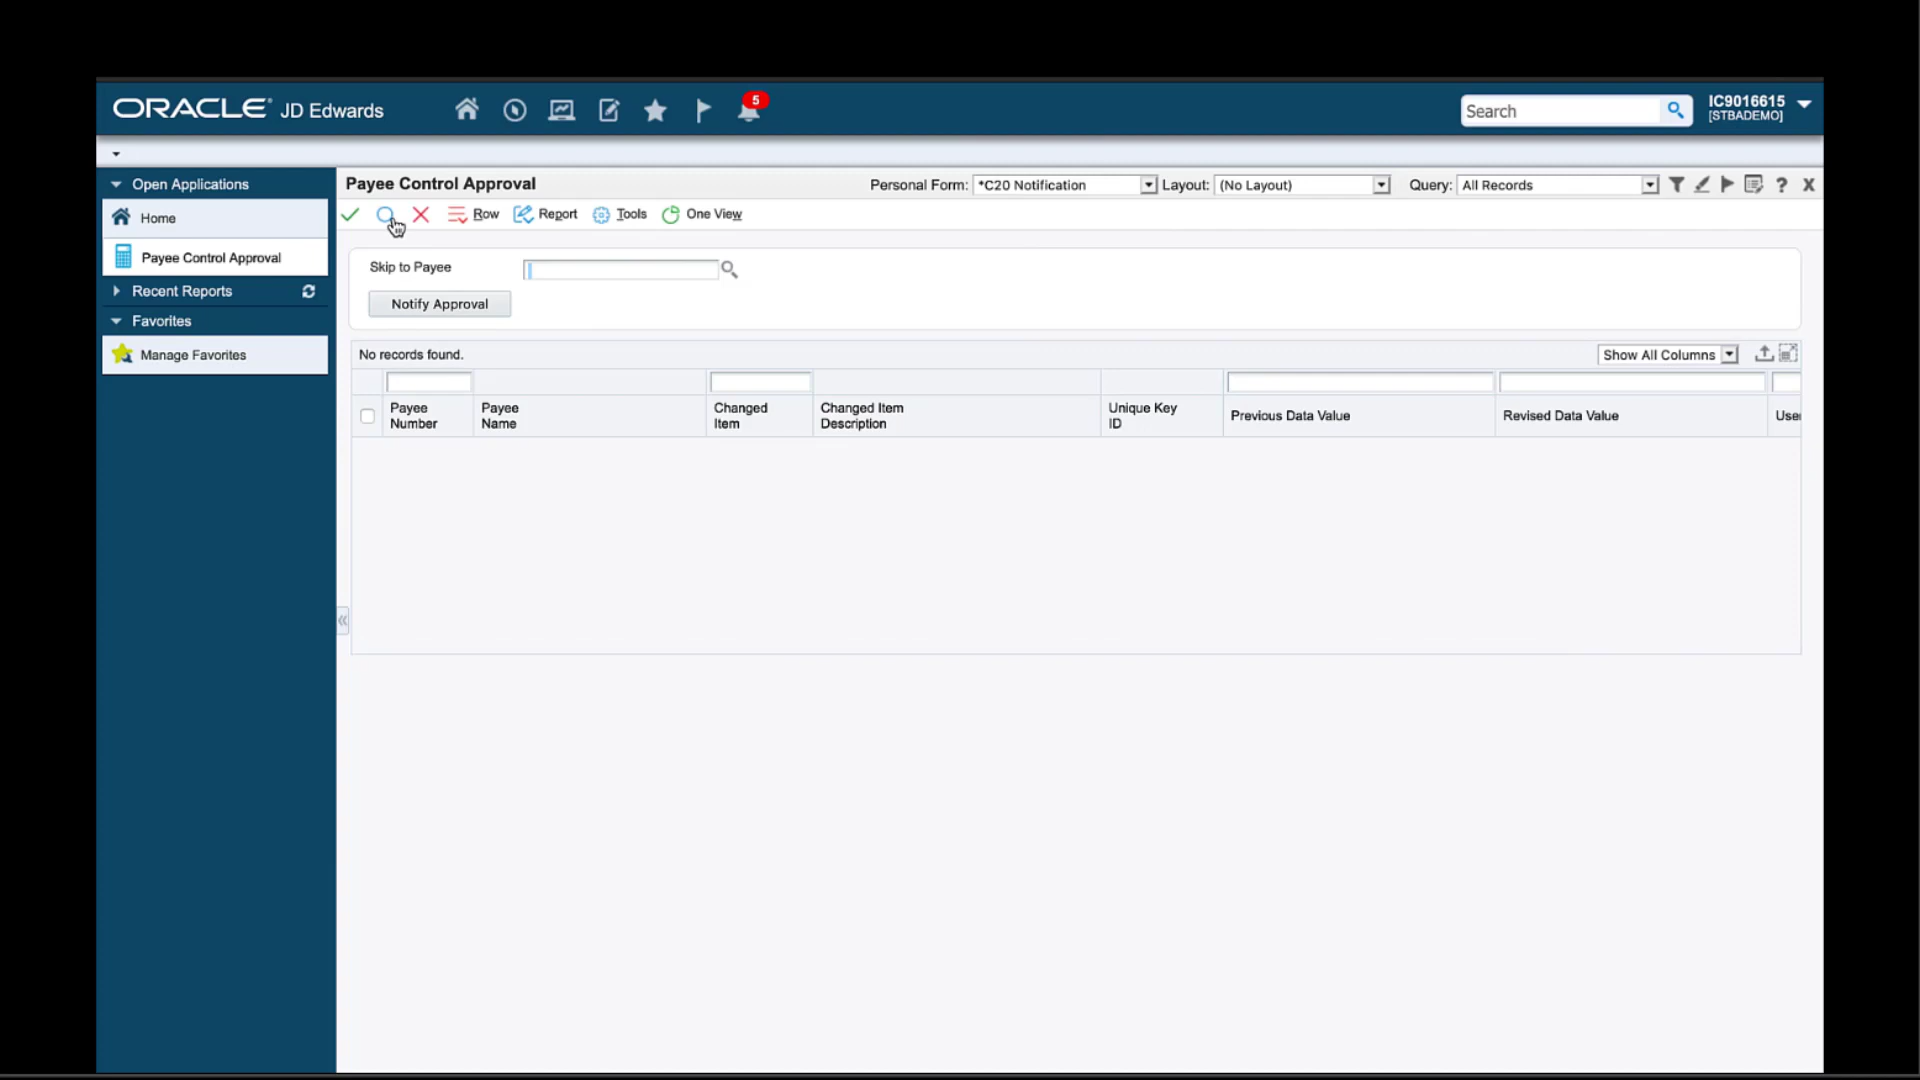 ORACLE JD Edwards
5
Search
IC9016615
[STBADEMO]
Open Applications
Home
Payee Control Approval
Recent Reports
Favorites
Manage Favorites
Payee Control Approval
Personal Form: *C20 Notification Layout: (No Layout) Query: All Records
Row Report Tools One View
Skip to Payee
Notify Approval
No records found.
Show All Columns
Payee Number
Payee Name
Changed Item
Changed Item Description
Unique Key ID
Previous Data Value
Revised Data Value